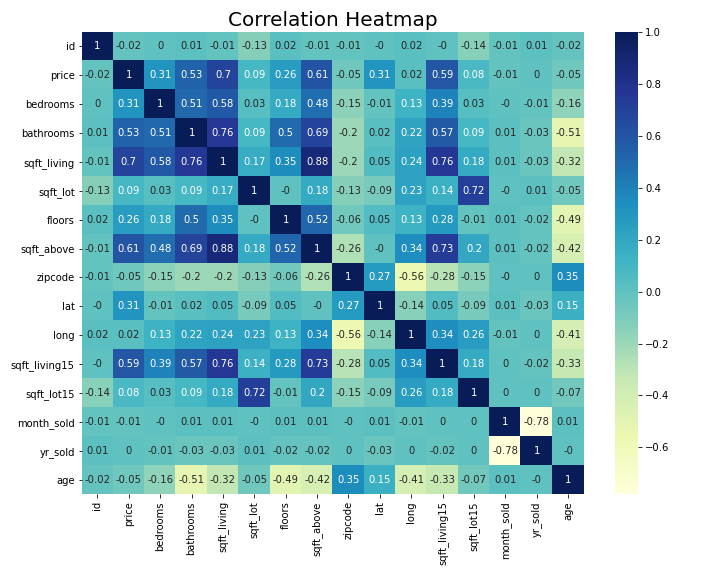 Correlation Heatmap
id 1 -0.02 0 0.01 -0.01 -0.13 0.02 -0.01 -0.01 -0 0.02 -0 -0.14 -0.01 0.01 -0.02
price -0.02 1 0.31 0.53 0.7 0.09 0.26 0.61 -0.05 0.31 0.02 0.59 0.08 -0.01 0 -0.05
bedrooms 0 0.31 1 0.51 0.58 0.03 0.18 0.48 -0.15 -0.01 0.13 0.39 0.03 -0 -0.01 -0.16
bathrooms 0.01 0.53 0.51 1 0.76 0.09 0.5 0.69 -0.2 0.02 0.22 0.57 0.09 0.01 -0.03 -0.51
sqft_living -0.01 0.7 0.58 0.76 1 0.17 0.35 0.88 -0.2 0.05 0.24 0.76 0.18 0.01 -0.03 -0.32
sqft_lot -0.13 0.09 0.03 0.09 0.17 1 -0 0.18 -0.13 -0.09 0.23 0.14 0.72 -0 0.01 -0.05
floors 0.02 0.26 0.18 0.5 0.35 -0 1 0.52 -0.06 0.05 0.13 0.28 -0.01 0.01 -0.02 -0.49
sqft_above -0.01 0.61 0.48 0.69 0.88 0.18 0.52 1 -0.26 -0 0.34 0.73 0.2 0.01 -0.02 -0.42
zipcode -0.01 -0.05 -0.15 -0.2 -0.2 -0.13 -0.06 -0.26 1 0.27 -0.56 -0.28 -0.15 -0 0 0.35
lat -0 0.31 -0.01 0.02 0.05 -0.09 0.05 -0 0.27 1 -0.14 0.05 -0.09 0.01 -0.03 0.15
long 0.02 0.02 0.13 0.22 0.24 0.23 0.13 0.34 -0.56 -0.14 1 0.34 0.26 -0.01 0 -0.41
sqft_living15 -0 0.59 0.39 0.57 0.76 0.14 0.28 0.73 -0.28 0.05 0.34 1 0.18 0 -0.02 -0.33
sqft_lot15 -0.14 0.08 0.03 0.09 0.18 0.72 -0.01 0.2 -0.15 -0.09 0.26 0.18 1 0 0 -0.07
month_sold -0.01 -0.01 -0 0.01 0.01 -0 0.01 0.01 -0 0.01 -0.01 0 0 1 -0.78 0.01
yr_sold 0.01 0 -0.01 -0.03 -0.03 0.01 -0.02 -0.02 0 -0.03 0 -0.02 0 -0.78 1 -0
age -0.02 -0.05 -0.16 -0.51 -0.32 -0.05 -0.49 -0.42 0.35 0.15 -0.41 -0.33 -0.07 0.01 -0 1
id price bedrooms bathrooms sqft_living sqft_lot floors sqft_above zipcode lat long sqft_living15 sqft_lot15 month_sold yr_sold age
1.0
0.8
0.6
0.4
0.2
0.0
−0.2
−0.4
−0.6